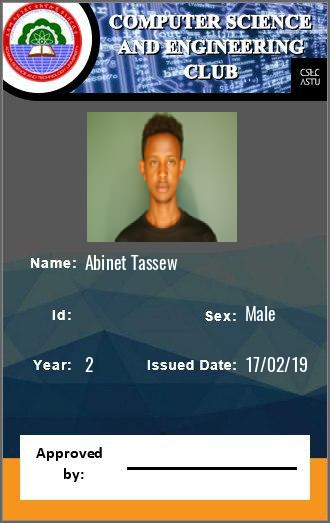 COMPUTER SCIENCE
AND ENGINEERING
CLUB
CSEC
ASTU
Name: Abinet Tassew
Id:
Sex: Male
Year: 2
Issued Date: 17/02/19
Approved
by: